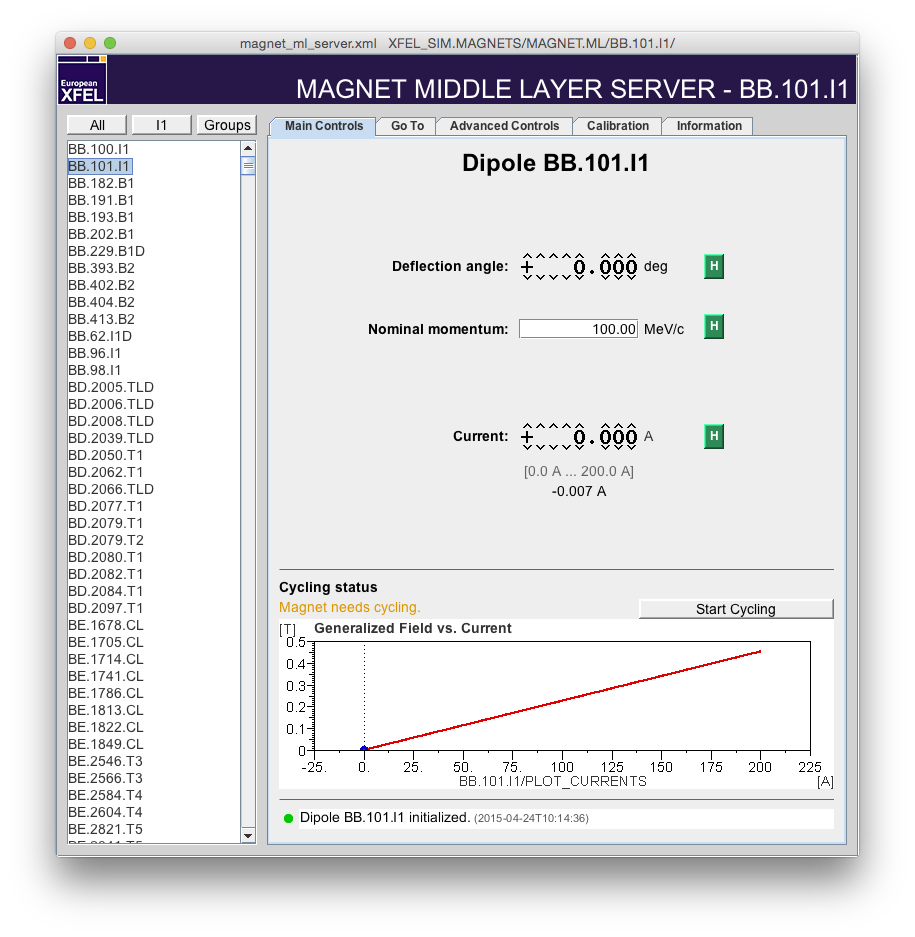 magnet_ml_server.xml XFEL_SIM.MAGNETS/MAGNET.ML/BB.101.I1/
European
XFEL
MAGNET MIDDLE LAYER SERVER - BB.101.I1
All I1 Groups
Main Controls Go To Advanced Controls Calibration Information
BB.100.I1
BB.101.I1
BB.182.B1
BB.191.B1
BB.193.B1
BB.202.B1
BB.229.B1D
BB.393.B2
BB.402.B2
BB.404.B2
BB.413.B2
BB.62.I1D
BB.96.I1
BB.98.I1
BD.2005.TLD
BD.2006.TLD
BD.2008.TLD
BD.2039.TLD
BD.2050.T1
BD.2062.T1
BD.2066.TLD
BD.2077.T1
BD.2079.T1
BD.2079.T2
BD.2080.T1
BD.2082.T1
BD.2084.T1
BD.2097.T1
BE.1678.CL
BE.1705.CL
BE.1714.CL
BE.1741.CL
BE.1786.CL
BE.1813.CL
BE.1822.CL
BE.1849.CL
BE.2546.T3
BE.2566.T3
BE.2584.T4
BE.2604.T4
BE.2821.T5
Dipole BB.101.I1
Deflection angle: + 0.000 deg H
Nominal momentum: 100.00 MeV/c H
Current: + 0.000 A H
[0.0 A ... 200.0 A]
-0.007 A
Cycling status
Magnet needs cycling.
Start Cycling
[T] Generalized Field vs. Current
0.5
0.4
0.3
0.2
0.1
0
-25. 0. 25. 50. 75. 100 125 150 175 200 225
BB.101.I1/PLOT_CURRENTS [A]
Dipole BB.101.I1 initialized. (2015-04-24T10:14:36)